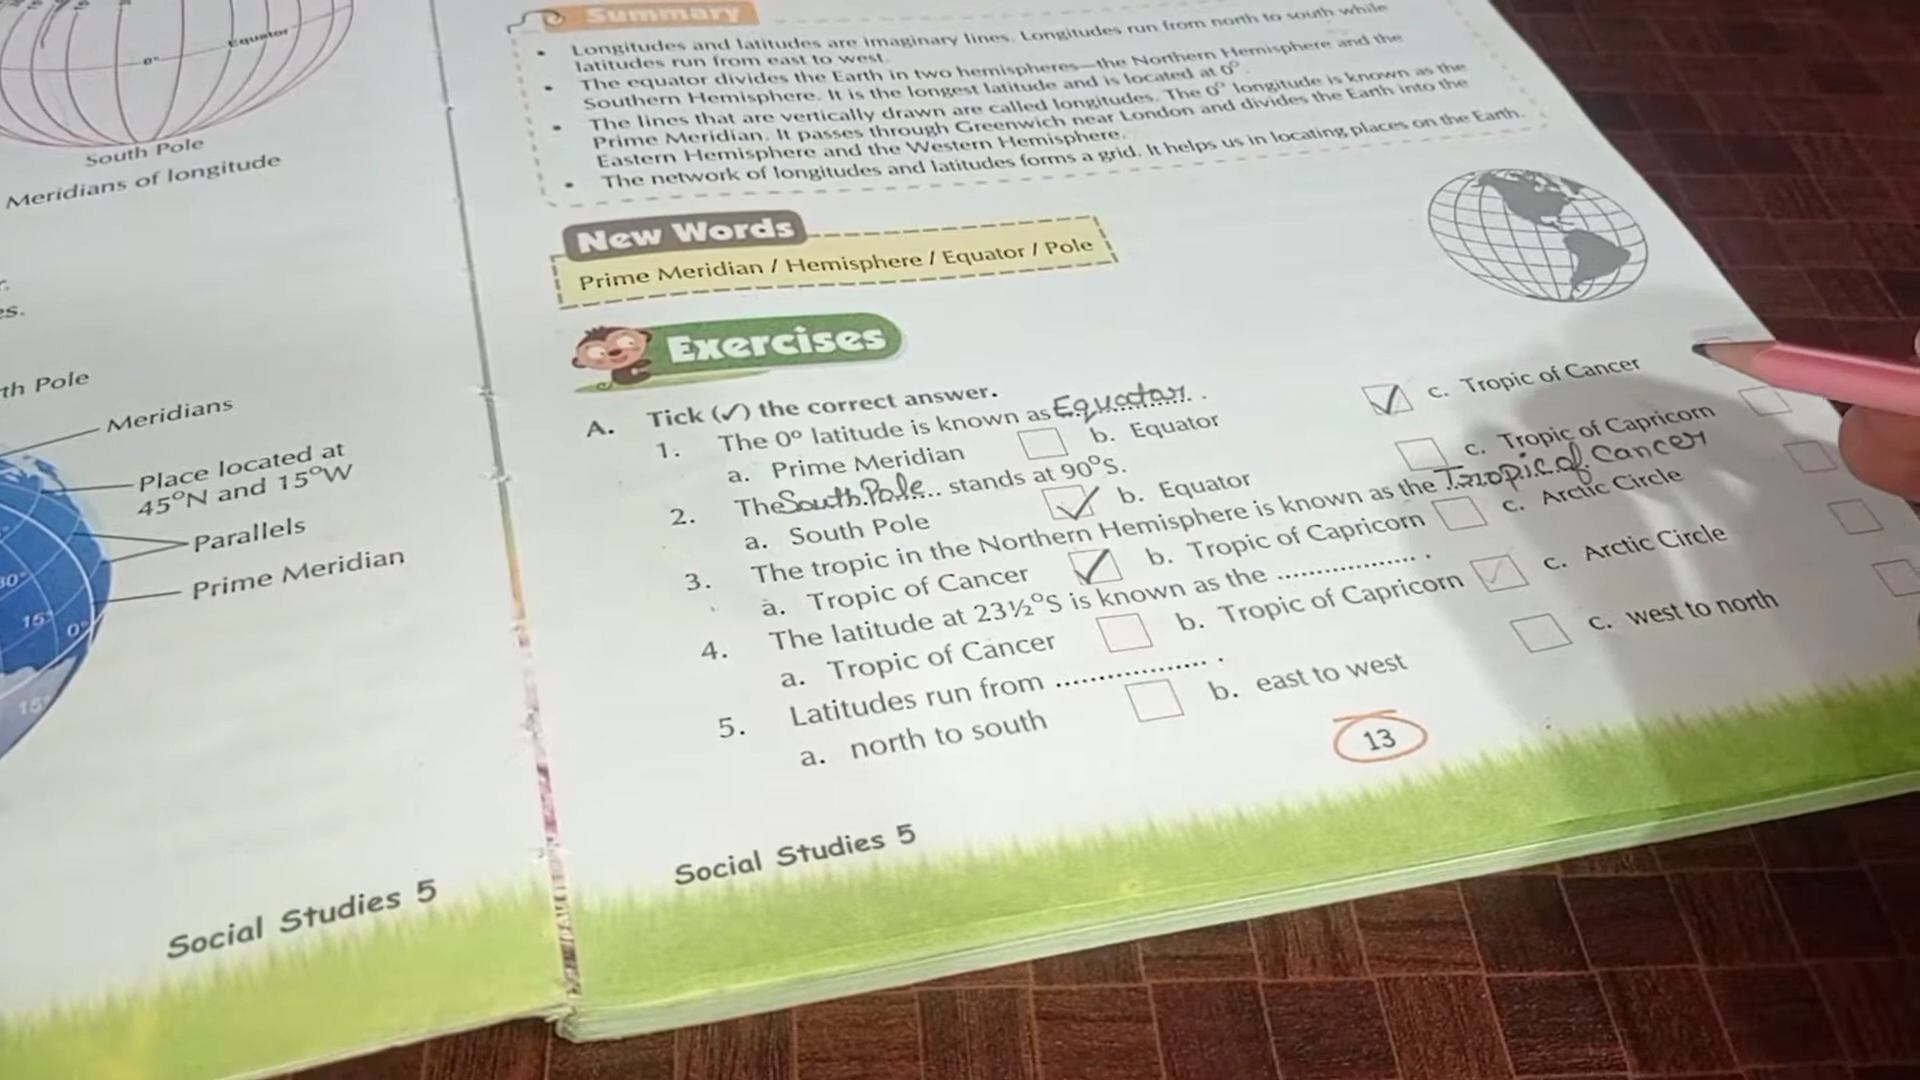 Equator
0°
South Pole
Meridians of longitude
th Pole
Meridians
Place located at
45°N and 15°W
Parallels
Prime Meridian
30°
15°
0°
15°
Social Studies 5
Summary
• Longitudes and latitudes are imaginary lines. Longitudes run from north to south while
latitudes run from east to west.
• The equator divides the Earth in two hemispheres—the Northern Hemisphere and the
Southern Hemisphere. It is the longest latitude and is located at 0°.
• The lines that are vertically drawn are called longitudes. The 0° longitude is known as the
Prime Meridian. It passes through Greenwich near London and divides the Earth into the
Eastern Hemisphere and the Western Hemisphere.
• The network of longitudes and latitudes forms a grid. It helps us in locating places on the Earth.
New Words
Prime Meridian / Hemisphere / Equator / Pole
Exercises
A. Tick (✓) the correct answer.
1. The 0° latitude is known as Equator.
a. Prime Meridian b. Equator ✓ c. Tropic of Cancer
2. The South Pole stands at 90°S.
a. South Pole ✓ b. Equator c. Tropic of Capricorn
3. The tropic in the Northern Hemisphere is known as the Tropic of Cancer
a. Tropic of Cancer ✓ b. Tropic of Capricorn c. Arctic Circle
4. The latitude at 23½°S is known as the .................. .
a. Tropic of Cancer b. Tropic of Capricorn ✓ c. Arctic Circle
5. Latitudes run from .................. .
a. north to south b. east to west c. west to north
13
Social Studies 5